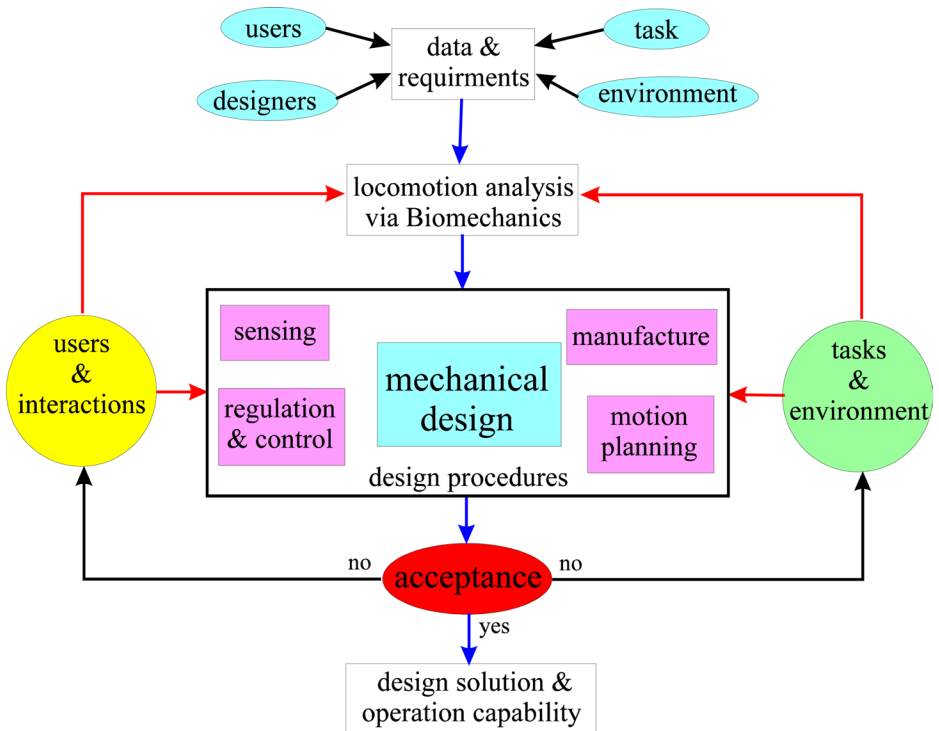 users
task
data &
requirments
designers
environment
locomotion analysis
via Biomechanics
sensing
manufacture
users
&
interactions
mechanical
design
tasks
&
environment
regulation
& control
motion
planning
design procedures
no
acceptance
no
yes
design solution &
operation capability